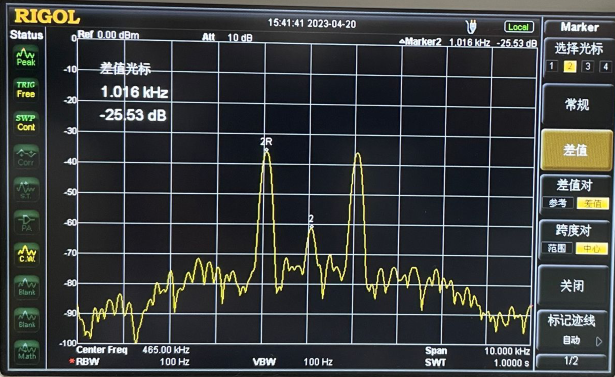 RIGOL
15:41:41 2023-04-20
Local
Status
Ref 0.00 dBm
Att 10 dB
Marker2 1.016 kHz -25.53 dB
Marker
选择光标
1 2 3 4
常规
差值
差值对
参考 差值
跨度对
范围 中心
关闭
标记迹线
自动
1/2
Peak
TRIG
Free
SWP
Cont
Corr
PA
C.W.
Blank
Blank
Math
差值光标
1.016 kHz
-25.53 dB
2R
2
0
-10
-20
-30
-40
-50
-60
-70
-80
-90
-100
Center Freq 465.00 kHz
Span 10.000 kHz
RBW 100 Hz
VBW 100 Hz
SWT 1.0000 s